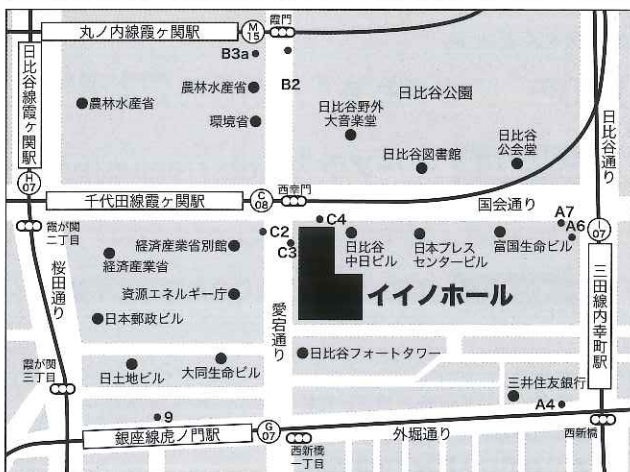 丸ノ内線霞ヶ関駅
M
15
霞門
B3a
B2
日比谷線霞ヶ関駅
農林水産省
農林水産省
環境省
日比谷公園
日比谷野外
大音楽堂
日比谷図書館
日比谷
公会堂
日比谷通り
H
07
千代田線霞ヶ関駅
C
08
西幸門
国会通り
霞が関
二丁目
C2
C3
C4
A7
A6
I
07
経済産業省別館
経済産業省
日比谷
中日ビル
日本プレス
センタービル
富国生命ビル
桜田通り
資源エネルギー庁
日本郵政ビル
愛宕通り
イイノホール
三田線内幸町駅
霞が関
三丁目
日土地ビル
大同生命ビル
日比谷フォートタワー
三井住友銀行
A4
9
銀座線虎ノ門駅
G
07
外堀通り
西新橋
一丁目
西新橋